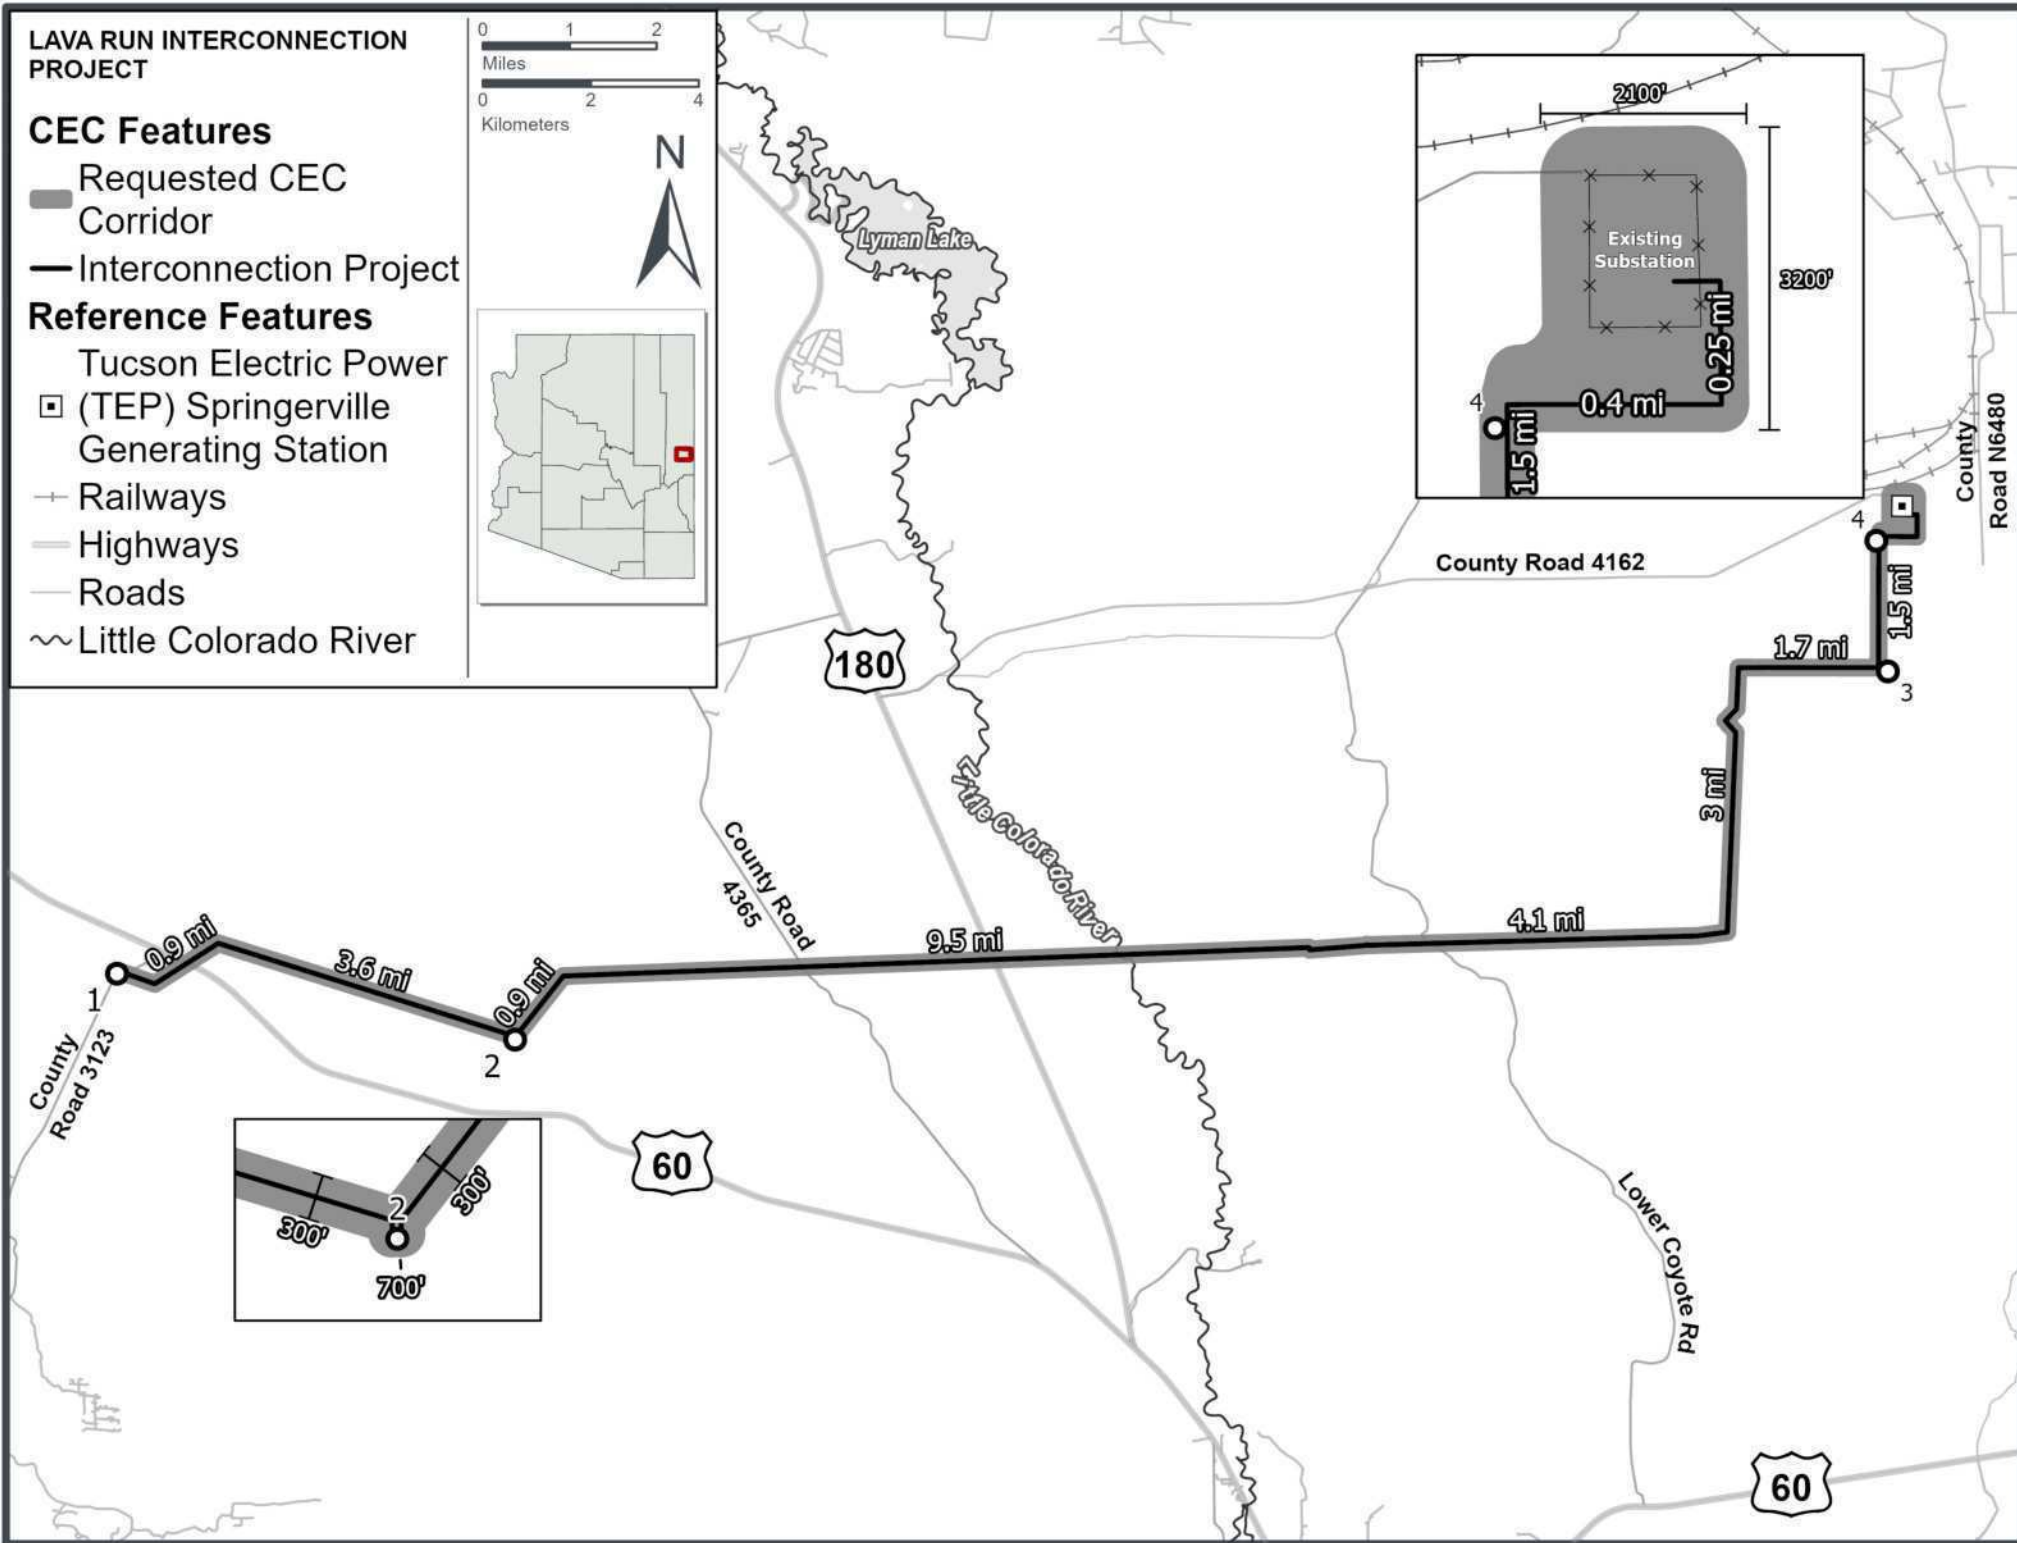 LAVA RUN INTERCONNECTION
PROJECT
CEC Features
Requested CEC
Corridor
Interconnection Project
Reference Features
Tucson Electric Power
(TEP) Springerville
Generating Station
Railways
Highways
Roads
Little Colorado River
0 1 2
Miles
0 2 4
Kilometers
N
Lyman Lake
2100'
Existing
Substation
3200'
0.25 mi
0.4 mi
4
1.5 mi
County
Road N6480
4
County Road 4162
1.5 mi
180
1.7 mi
3
3 mi
Little Colorado River
County Road
4365
4.1 mi
9.5 mi
0.9 mi
3.6 mi
0.9 mi
1
2
County
Road 3123
60
2
300'
300'
700'
Lower Coyote Rd
60